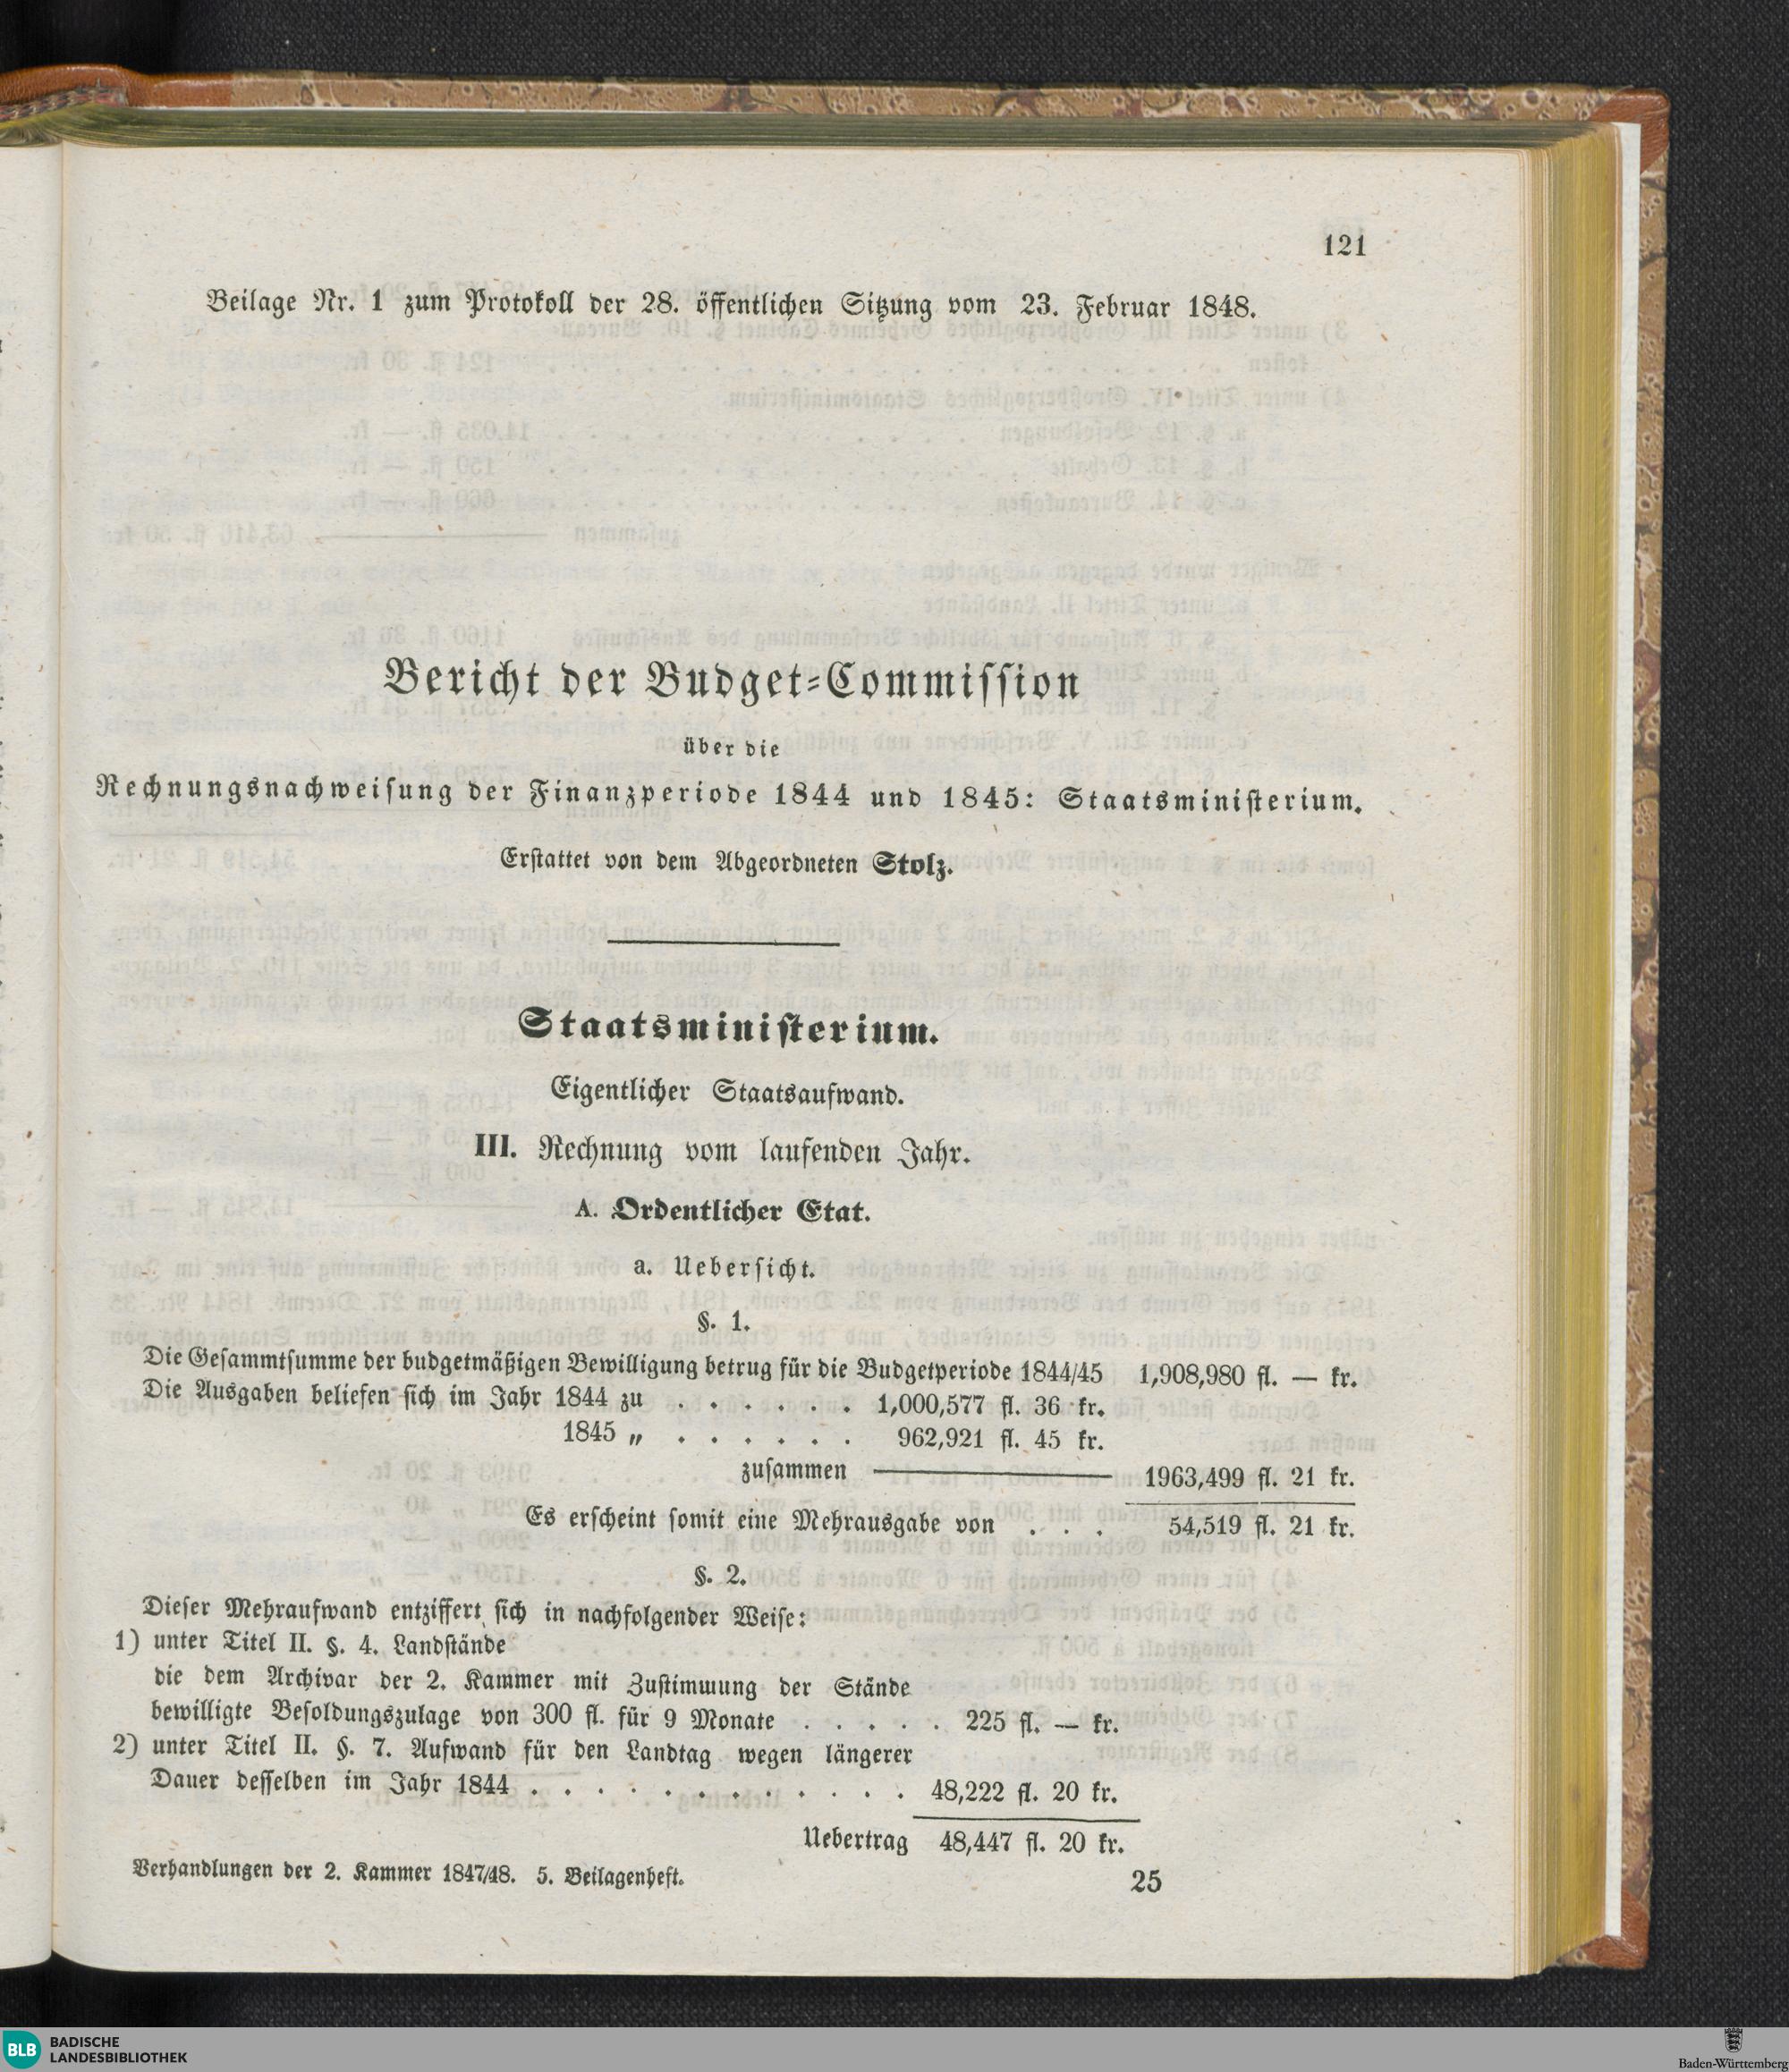 121
Beilage Nr. 1 zum Protokoll der 28. öffentlichen Sitzung vom 23. Februar 1848.
Bericht der Budget-Commission
über die
Rechnungsnachweisung der Finanzperiode 1844 und 1845: Staatsministerium.
Erstattet von dem Abgeordneten Stolz.
Staatsministerium.
Eigentlicher Staatsaufwand.
III. Rechnung vom laufenden Jahr.
A. Ordentlicher Etat.
a. Uebersicht.
§. 1.
Die Gesammtsumme der budgetmäßigen Bewilligung betrug für die Budgetperiode 1844/45 1,908,980 fl. — kr.
Die Ausgaben beliefen sich im Jahr 1844 zu . . . . . . 1,000,577 fl. 36 kr.
1845 „ . . . . . . 962,921 fl. 45 kr.
zusammen ——— 1963,499 fl. 21 kr.
Es erscheint somit eine Mehrausgabe von . . . 54,519 fl. 21 kr.
§. 2.
Dieser Mehraufwand entziffert sich in nachfolgender Weise:
1) unter Titel II. §. 4. Landstände
die dem Archivar der 2. Kammer mit Zustimmung der Stände
bewilligte Besoldungszulage von 300 fl. für 9 Monate . . . . . 225 fl. — kr.
2) unter Titel II. §. 7. Aufwand für den Landtag wegen längerer
Dauer desselben im Jahr 1844 . . . . . . . . . . . . 48,222 fl. 20 kr.
Uebertrag 48,447 fl. 20 kr.
Verhandlungen der 2. Kammer 1847/48. 5. Beilagenheft. 25
BLB BADISCHE
LANDESBIBLIOTHEK
Baden-Württemberg